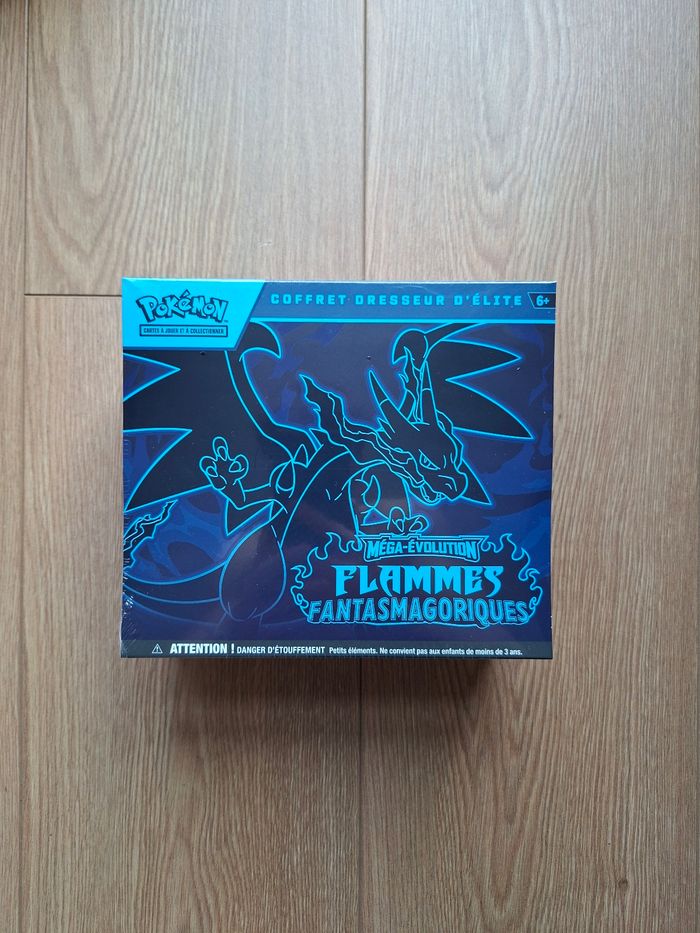 POKéMON
CARTES À JOUER ET À COLLECTIONNER
COFFRET DRESSEUR D'ÉLITE
6+
MÉGA-ÉVOLUTION
FLAMMES
FANTASMAGORIQUES
ATTENTION ! DANGER D'ÉTOUFFEMENT Petits éléments. Ne convient pas aux enfants de moins de 3 ans.